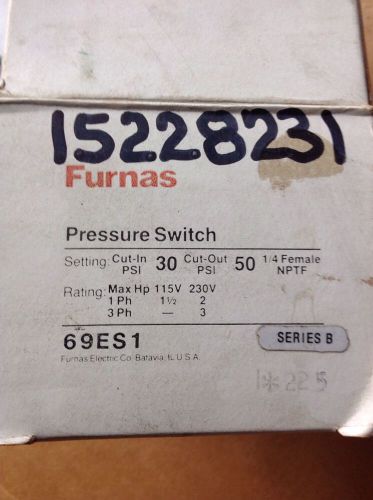 15228231
Furnas
Pressure Switch
Setting: Cut-In PSI 30 Cut-Out PSI 50 1/4 Female NPTF
Rating: Max Hp 115V 230V
1 Ph 1½ 2
3 Ph — 3
69ES1 SERIES B
Furnas Electric Co. Batavia, IL U.S.A.
1*225